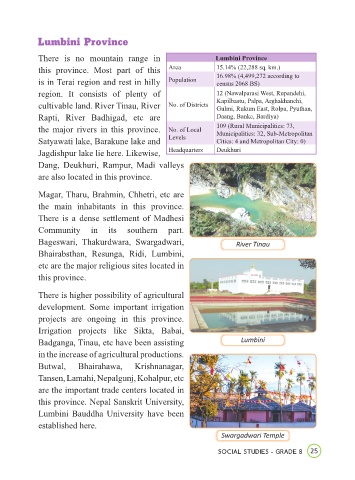 Lumbini Province
There is no mountain range in
this province. Most part of this
is in Terai region and rest in hilly
region. It consists of plenty of
cultivable land. River Tinau, River
Rapti, River Badhigad, etc are
the major rivers in this province.
Satyawati lake, Barakune lake and
Jagdishpur lake lie here. Likewise,
Dang, Deukhuri, Rampur, Madi valleys
are also located in this province.
Lumbini Province
Area 15.14% (22,288 sq. km.)
Population 16.98% (4,499,272 according to
census 2068 BS)
No. of Districts 12 (Nawalparasi West, Rupandehi,
Kapilbastu, Palpa, Arghakhanchi,
Gulmi, Rukum East, Rolpa, Pyuthan,
Daang, Banke, Bardiya)
No. of Local
Levels 109 (Rural Municipalities: 73,
Municipalities: 32, Sub-Metropolitan
Cities: 4 and Metropolitan City: 0)
Headquarters Deukhuri
Magar, Tharu, Brahmin, Chhetri, etc are
the main inhabitants in this province.
There is a dense settlement of Madhesi
Community in its southern part.
Bageswari, Thakurdwara, Swargadwari,
Bhairabsthan, Resunga, Ridi, Lumbini,
etc are the major religious sites located in
this province.
River Tinau
There is higher possibility of agricultural
development. Some important irrigation
projects are ongoing in this province.
Irrigation projects like Sikta, Babai,
Badganga, Tinau, etc have been assisting
in the increase of agricultural productions.
Butwal, Bhairahawa, Krishnanagar,
Tansen, Lamahi, Nepalgunj, Kohalpur, etc
are the important trade centers located in
this province. Nepal Sanskrit University,
Lumbini Bauddha University have been
established here.
Lumbini
Swargadwari Temple
SOCIAL STUDIES - GRADE 8 25